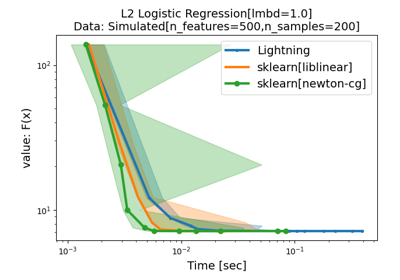 L2 Logistic Regression[lmbd=1.0]
Data: Simulated[n_features=500,n_samples=200]
Lightning
sklearn[liblinear]
sklearn[newton-cg]
value: F(x)
10²
10¹
10⁻³
10⁻²
10⁻¹
Time [sec]